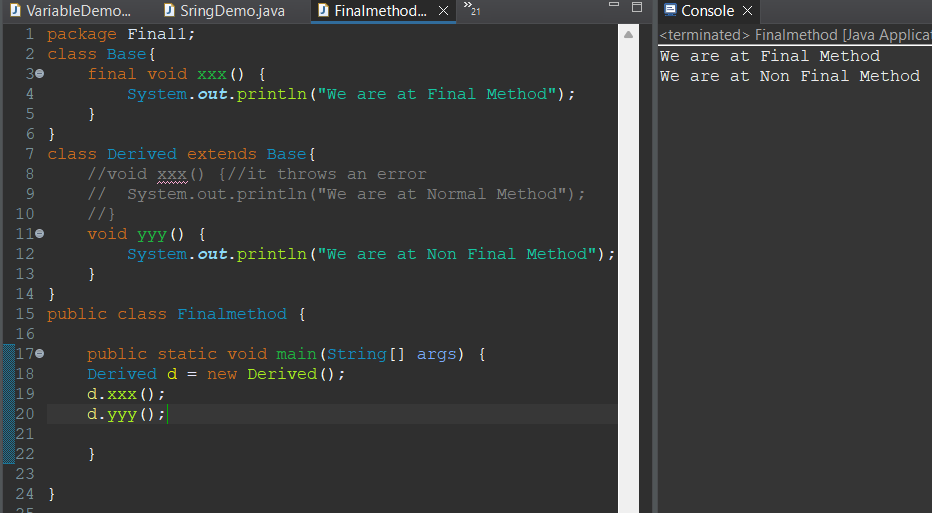 VariableDemo...
SringDemo.java
Finalmethod...
»21
1 package Final1;
2 class Base{
3 final void xxx() {
4 System.out.println("We are at Final Method");
5 }
6 }
7 class Derived extends Base{
8 //void xxx() {//it throws an error
9 // System.out.println("We are at Normal Method");
10 //}
11 void yyy() {
12 System.out.println("We are at Non Final Method");
13 }
14 }
15 public class Finalmethod {
16
17 public static void main(String[] args) {
18 Derived d = new Derived();
19 d.xxx();
20 d.yyy();
21
22 }
23
24 }
25
Console
<terminated> Finalmethod [Java Applicat
We are at Final Method
We are at Non Final Method